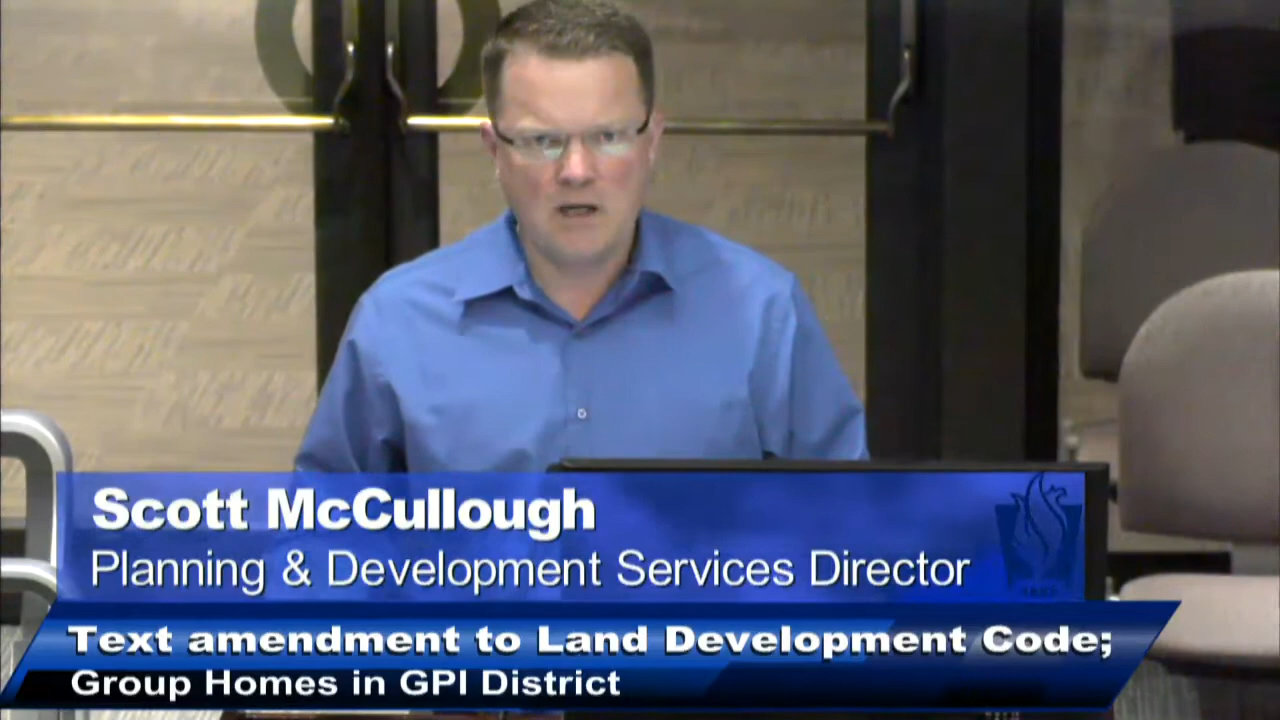 Scott McCullough
Planning & Development Services Director
Text amendment to Land Development Code;
Group Homes in GPI District